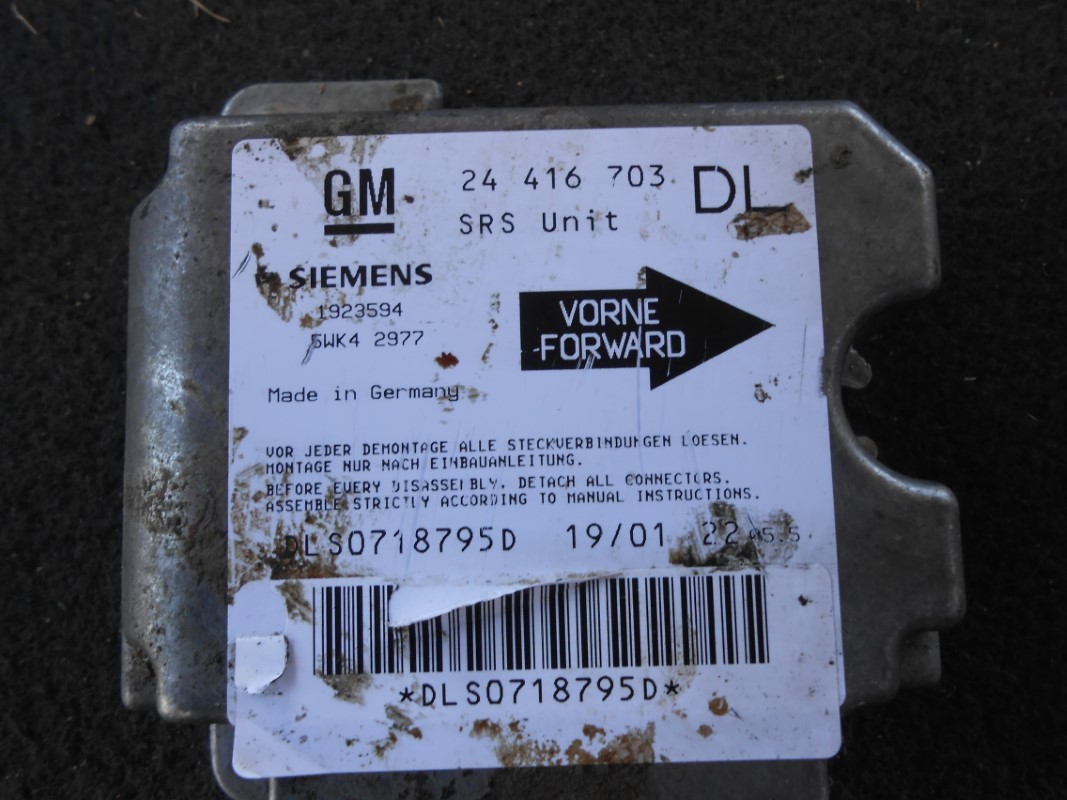 GM 24 416 703 DL
SRS Unit
SIEMENS
1923594
5WK4 2977
VORNE
FORWARD
Made in Germany
VOR JEDER DEMONTAGE ALLE STECKVERBINDUNGEN LOESEN.
MONTAGE NUR NACH EINBAUANLEITUNG.
BEFORE EVERY DISASSEMBLY. DETACH ALL CONNECTORS.
ASSEMBLE STRICTLY ACCORDING TO MANUAL INSTRUCTIONS.
DLS0718795D 19/01 22
*DLS0718795D*